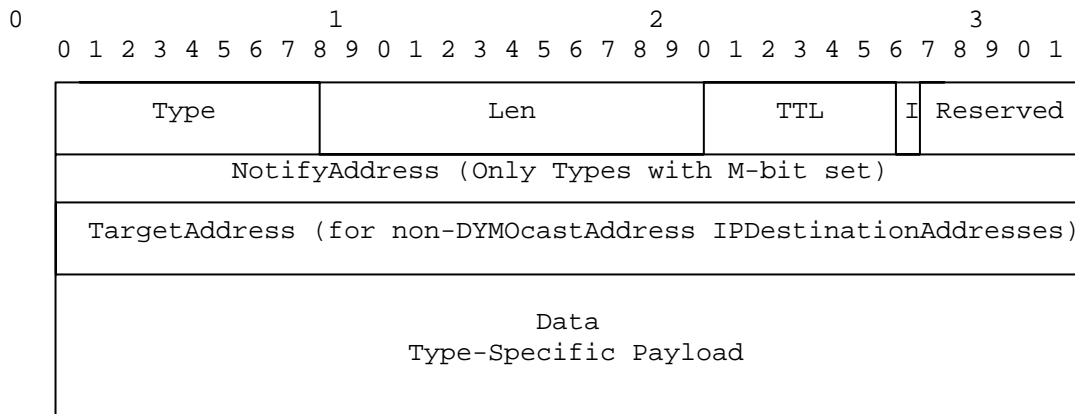 0 1 2 3
0 1 2 3 4 5 6 7 8 9 0 1 2 3 4 5 6 7 8 9 0 1 2 3 4 5 6 7 8 9 0 1
Type Len TTL I Reserved
NotifyAddress (Only Types with M-bit set)
TargetAddress (for non-DYMOcastAddress IPDestinationAddresses)
Data
Type-Specific Payload